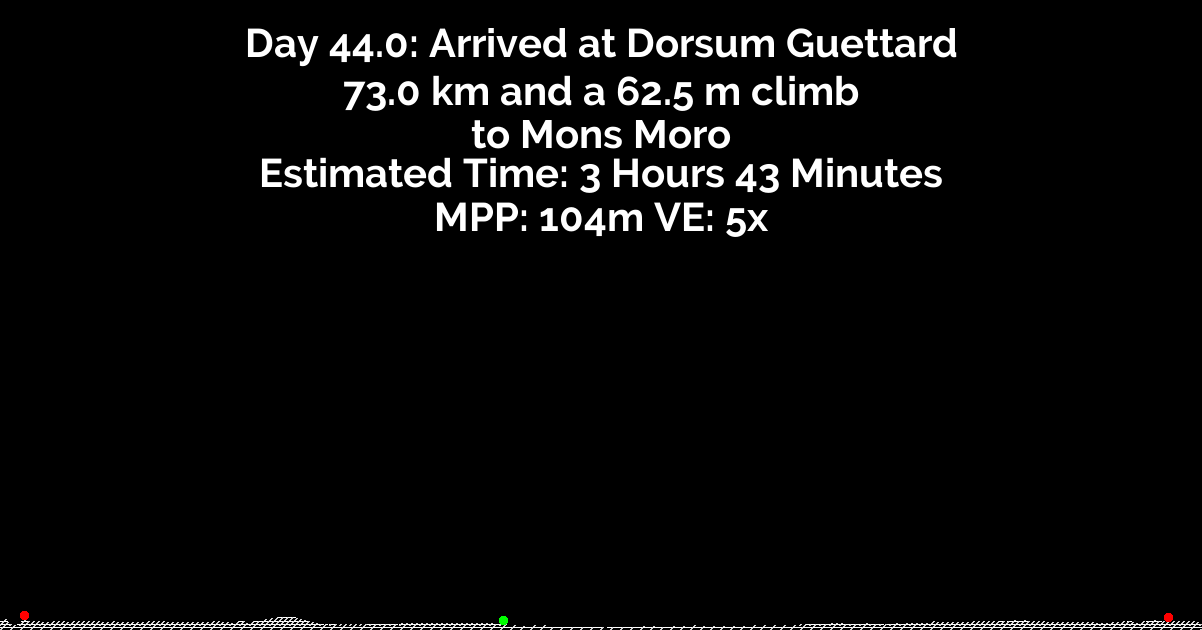 Day 44.0: Arrived at Dorsum Guettard
73.0 km and a 62.5 m climb
to Mons Moro
Estimated Time: 3 Hours 43 Minutes
MPP: 104m VE: 5x